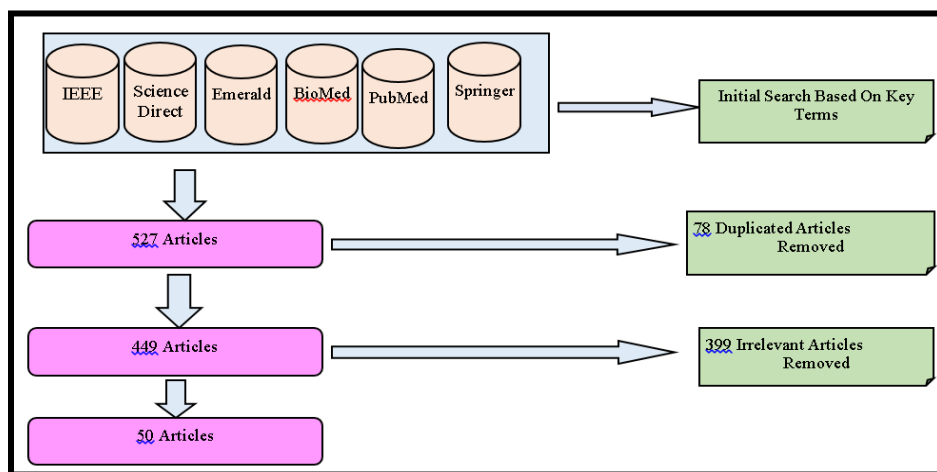 IEEE
Science
Direct
Emerald
BioMed
PubMed
Springer
Initial Search Based On Key
Terms
527 Articles
78 Duplicated Articles
Removed
449 Articles
399 Irrelevant Articles
Removed
50 Articles